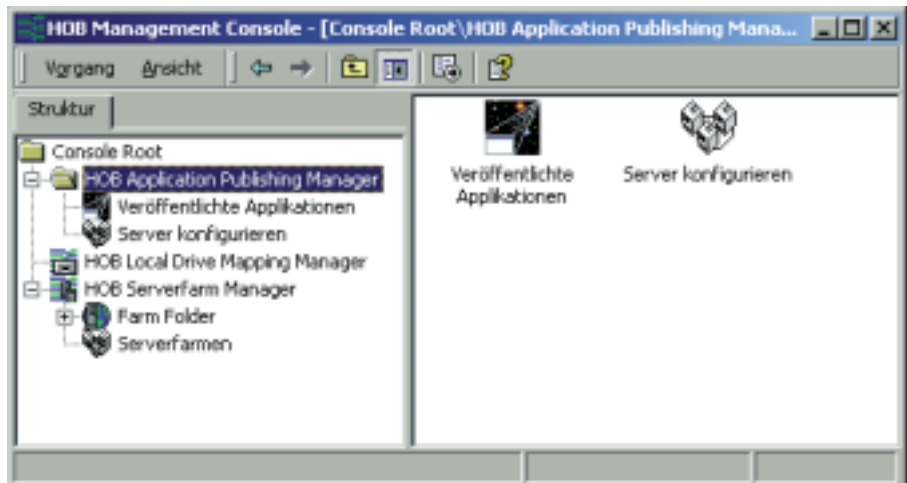 HOB Management Console - [Console Root\HOB Application Publishing Mana...
Vorgang Ansicht
Struktur
Console Root
HOB Application Publishing Manager
Veröffentlichte Applikationen
Server konfigurieren
HOB Local Drive Mapping Manager
HOB Serverfarm Manager
Farm Folder
Serverfarmen
Veröffentlichte
Applikationen
Server konfigurieren